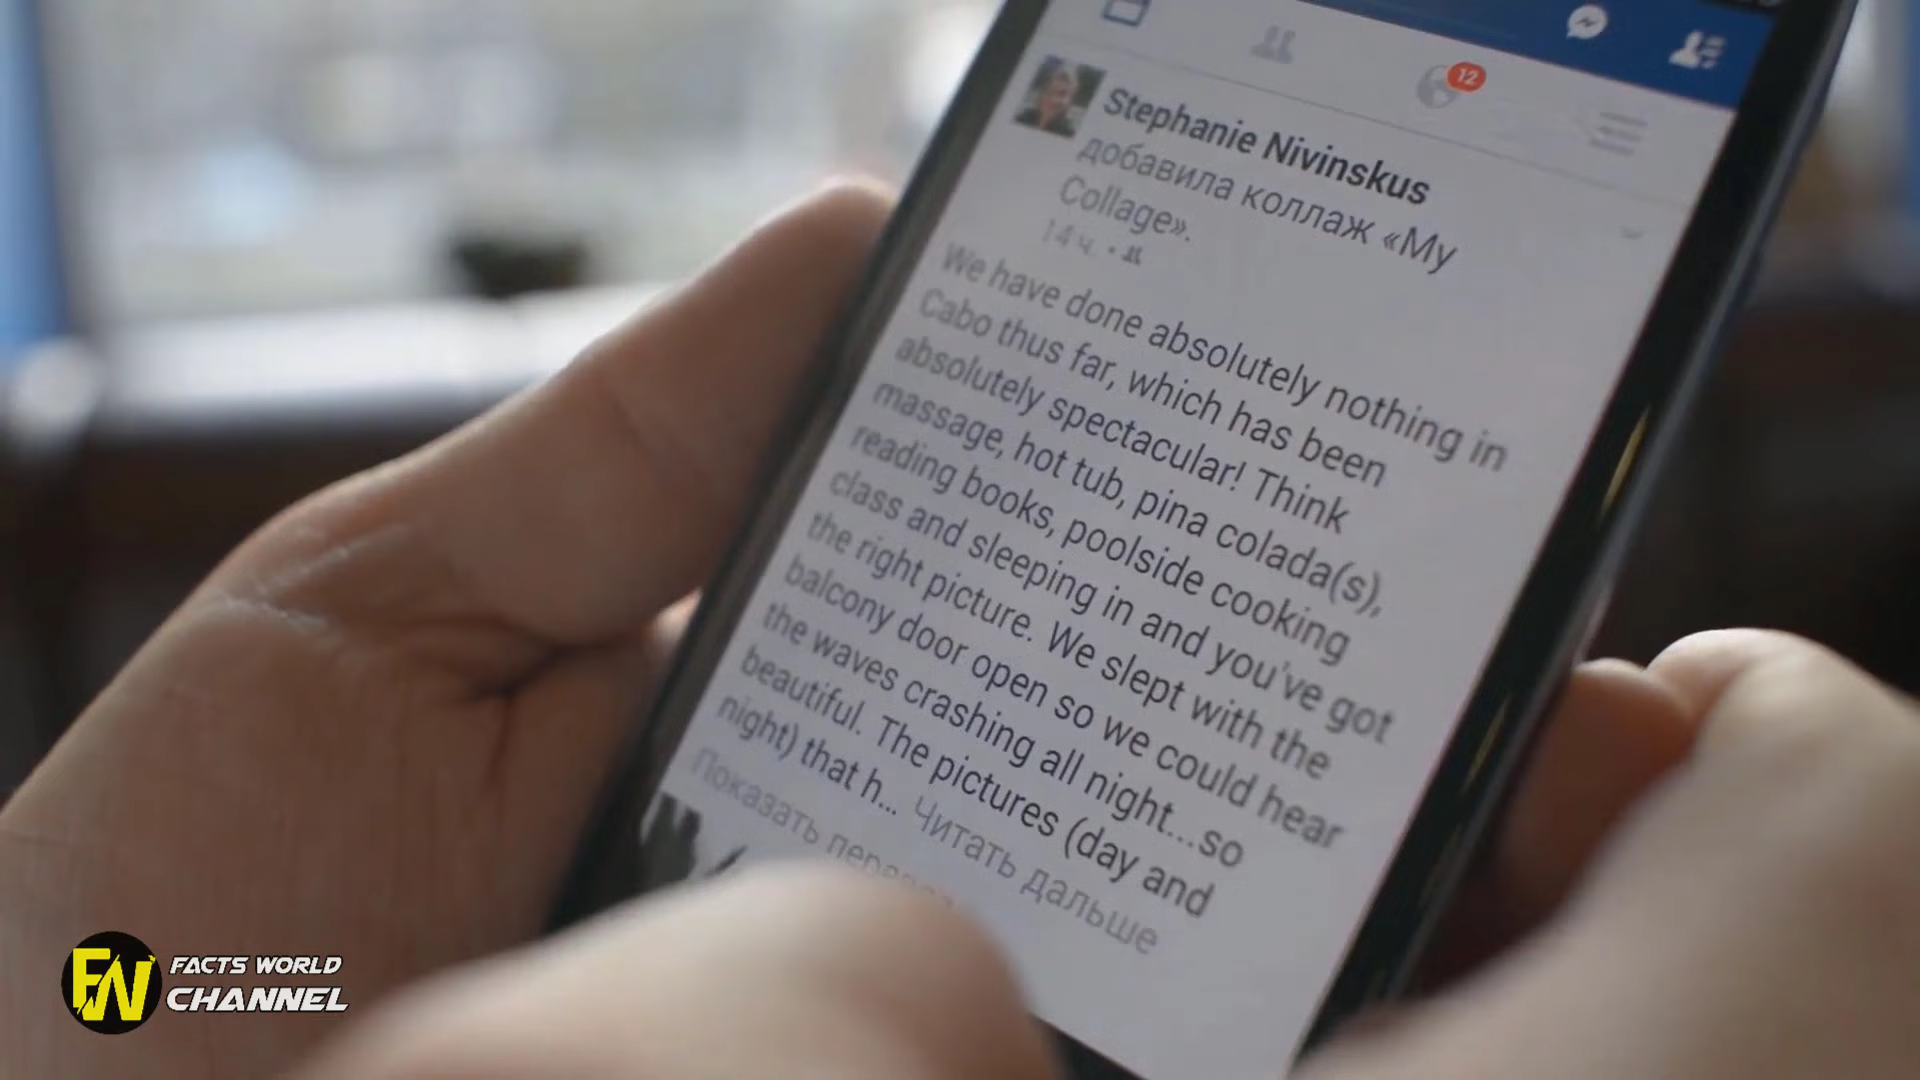 12
Stephanie Nivinskus
добавила коллаж «My
Collage».
14 ч.
We have done absolutely nothing in
Cabo thus far, which has been
absolutely spectacular! Think
massage, hot tub, pina colada(s),
reading books, poolside cooking
class and sleeping in and you've got
the right picture. We slept with the
balcony door open so we could hear
the waves crashing all night...so
beautiful. The pictures (day and
night) that h... Читать дальше
Показать
FACTS WORLD
CHANNEL